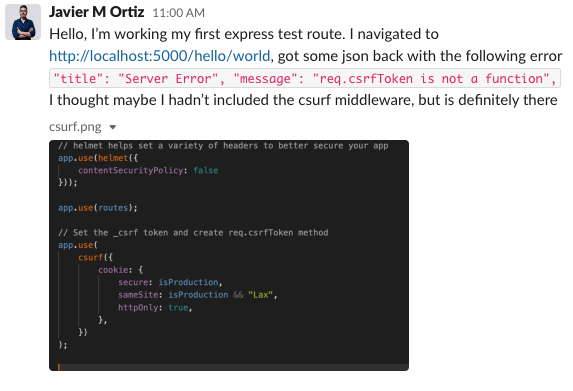 Javier M Ortiz 11:00 AM
Hello, I’m working my first express test route. I navigated to
http://localhost:5000/hello/world, got some json back with the following error
"title": "Server Error", "message": "req.csrfToken is not a function",
I thought maybe I hadn’t included the csurf middleware, but is definitely there
csurf.png
// helmet helps set a variety of headers to better secure your app
app.use(helmet({
    contentSecurityPolicy: false
}));
app.use(routes);
// Set the _csrf token and create req.csrfToken method
app.use(
    csurf({
        cookie: {
            secure: isProduction,
            sameSite: isProduction && "Lax",
            httpOnly: true,
        },
    })
);